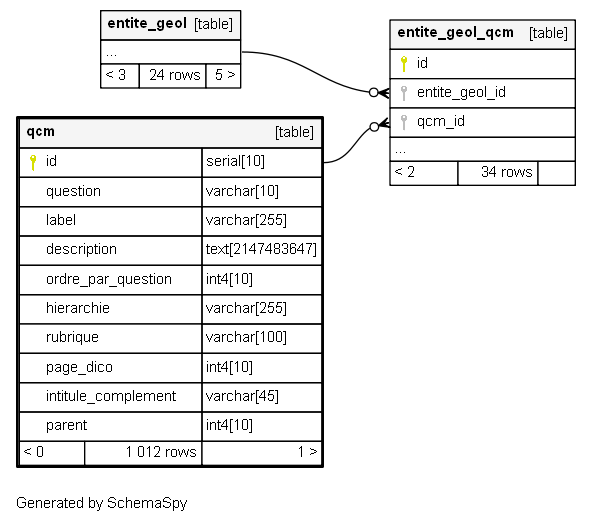 entite_geol [table]
...
< 3 24 rows 5 >
entite_geol_qcm [table]
id
entite_geol_id
qcm_id
...
< 2 34 rows
qcm [table]
id serial[10]
question varchar[10]
label varchar[255]
description text[2147483647]
ordre_par_question int4[10]
hierarchie varchar[255]
rubrique varchar[100]
page_dico int4[10]
intitule_complement varchar[45]
parent int4[10]
< 0 1 012 rows 1 >
Generated by SchemaSpy